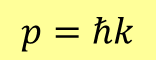 p = ℏk